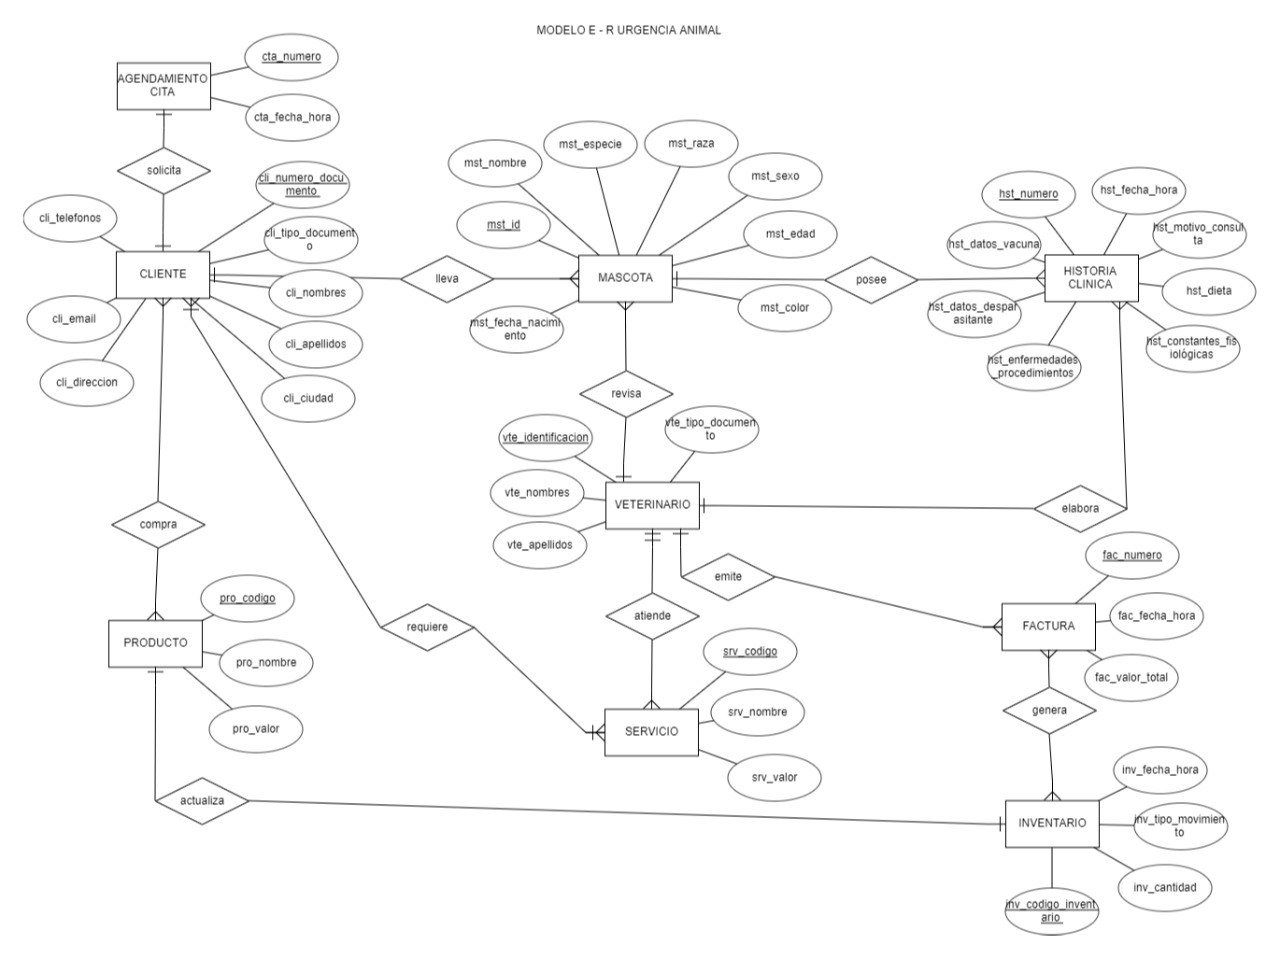 MODELO E - R URGENCIA ANIMAL
AGENDAMIENTO
CITA
cta_numero
cta_fecha_hora
solicita
cli_numero_docu
mento
cli_telefonos
cli_tipo_document
o
CLIENTE
cli_nombres
cli_email
cli_apellidos
cli_direccion
cli_ciudad
lleva
mst_nombre
mst_especie
mst_raza
mst_sexo
mst_id
mst_edad
MASCOTA
mst_color
mst_fecha_nacimi
ento
posee
hst_numero
hst_fecha_hora
hst_datos_vacuna
hst_motivo_consul
ta
HISTORIA
CLINICA
hst_dieta
hst_datos_despar
asitante
hst_constantes_fis
iológicas
hst_enfermedades
_procedimientos
revisa
vte_identificacion
vte_tipo_documen
to
vte_nombres
VETERINARIO
vte_apellidos
elabora
compra
emite
fac_numero
fac_fecha_hora
FACTURA
fac_valor_total
atiende
requiere
pro_codigo
PRODUCTO
pro_nombre
pro_valor
srv_codigo
srv_nombre
SERVICIO
srv_valor
genera
actualiza
inv_fecha_hora
INVENTARIO
inv_tipo_movimien
to
inv_cantidad
inv_codigo_invent
ario